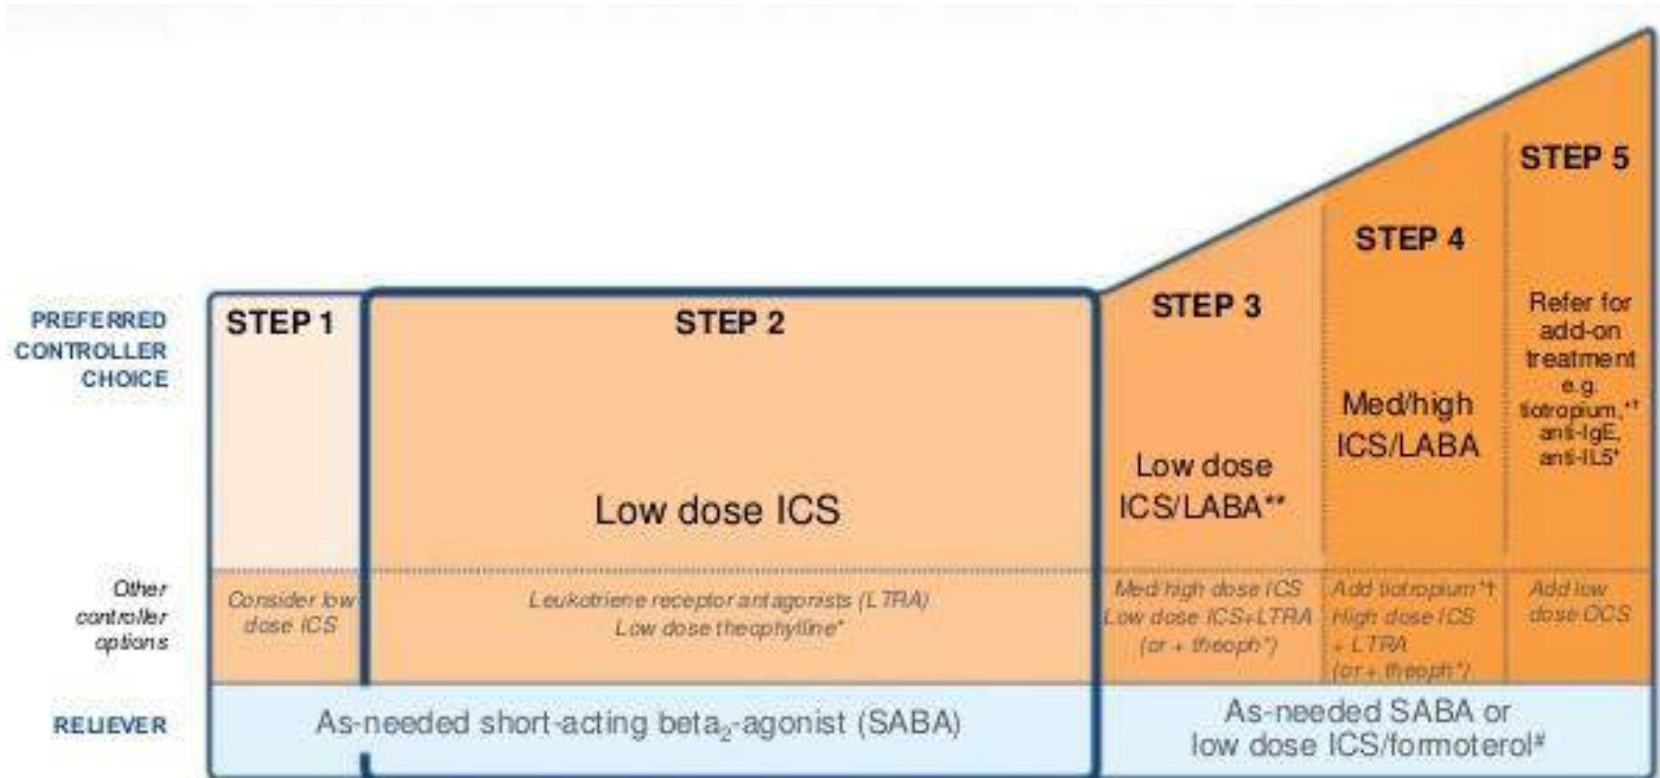 STEP 1
STEP 2
STEP 3
STEP 4
STEP 5
PREFERRED
CONTROLLER
CHOICE
Low dose ICS
Low dose
ICS/LABA**
Med/high
ICS/LABA
Refer for
add-on
treatment
e.g.
tiotropium,*†
anti-IgE,
anti-IL5*
Other
controller
options
Consider low
dose ICS
Leukotriene receptor antagonists (LTRA)
Low dose theophylline*
Med/high dose ICS
Low dose ICS+LTRA
(or + theoph*)
Add tiotropium*†
High dose ICS
+ LTRA
(or + theoph*)
Add low
dose OCS
RELIEVER
As-needed short-acting beta₂-agonist (SABA)
As-needed SABA or
low dose ICS/formoterol#